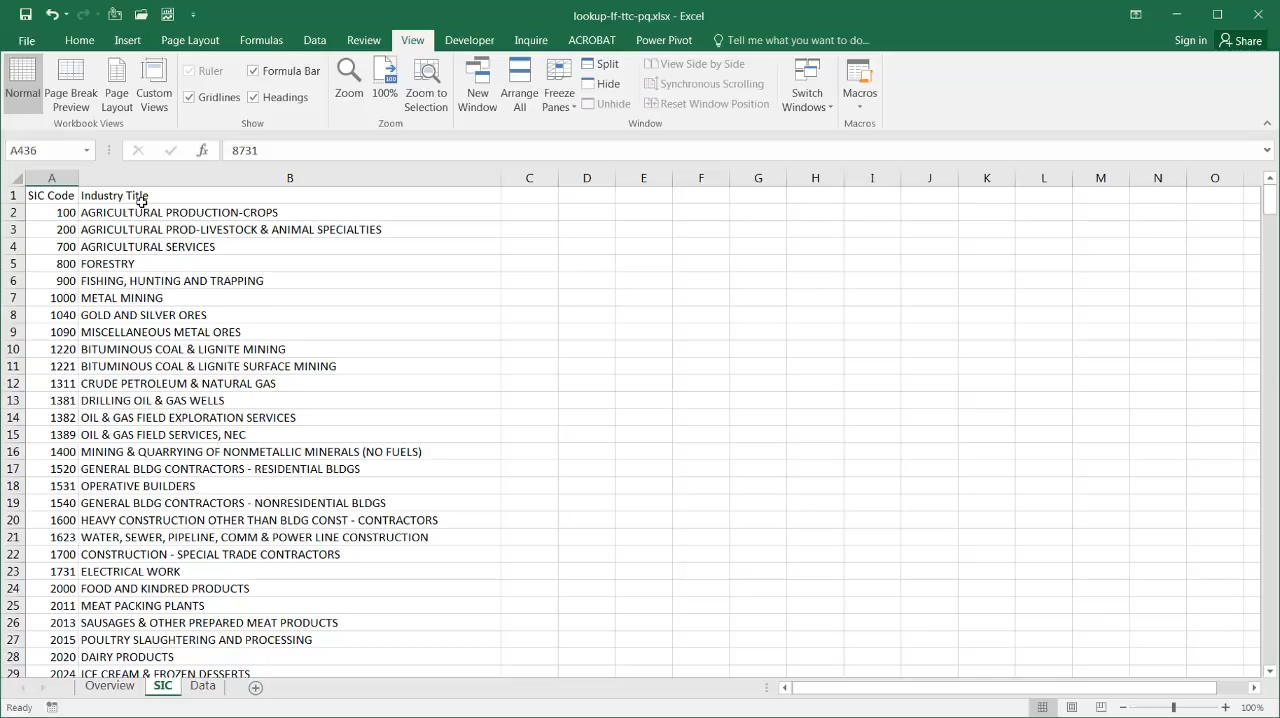 lookup-lf-ttc-pq.xlsx - Excel
File Home Insert Page Layout Formulas Data Review View Developer Inquire ACROBAT Power Pivot Tell me what you want to do... Sign in Share
Normal Page Break Preview Page Layout Custom Views
Workbook Views
Ruler Formula Bar
Gridlines Headings
Show
Zoom 100% Zoom to Selection
Zoom
New Window Arrange All Freeze Panes
Split
Hide
Unhide
View Side by Side
Synchronous Scrolling
Reset Window Position
Switch Windows
Window
Macros
Macros
A436 fx 8731
A B C D E F G H I J K L M N O
1 SIC Code Industry Title
2 100 AGRICULTURAL PRODUCTION-CROPS
3 200 AGRICULTURAL PROD-LIVESTOCK & ANIMAL SPECIALTIES
4 700 AGRICULTURAL SERVICES
5 800 FORESTRY
6 900 FISHING, HUNTING AND TRAPPING
7 1000 METAL MINING
8 1040 GOLD AND SILVER ORES
9 1090 MISCELLANEOUS METAL ORES
10 1220 BITUMINOUS COAL & LIGNITE MINING
11 1221 BITUMINOUS COAL & LIGNITE SURFACE MINING
12 1311 CRUDE PETROLEUM & NATURAL GAS
13 1381 DRILLING OIL & GAS WELLS
14 1382 OIL & GAS FIELD EXPLORATION SERVICES
15 1389 OIL & GAS FIELD SERVICES, NEC
16 1400 MINING & QUARRYING OF NONMETALLIC MINERALS (NO FUELS)
17 1520 GENERAL BLDG CONTRACTORS - RESIDENTIAL BLDGS
18 1531 OPERATIVE BUILDERS
19 1540 GENERAL BLDG CONTRACTORS - NONRESIDENTIAL BLDGS
20 1600 HEAVY CONSTRUCTION OTHER THAN BLDG CONST - CONTRACTORS
21 1623 WATER, SEWER, PIPELINE, COMM & POWER LINE CONSTRUCTION
22 1700 CONSTRUCTION - SPECIAL TRADE CONTRACTORS
23 1731 ELECTRICAL WORK
24 2000 FOOD AND KINDRED PRODUCTS
25 2011 MEAT PACKING PLANTS
26 2013 SAUSAGES & OTHER PREPARED MEAT PRODUCTS
27 2015 POULTRY SLAUGHTERING AND PROCESSING
28 2020 DAIRY PRODUCTS
29 2024 ICE CREAM & FROZEN DESSERTS
Overview SIC Data
Ready 100%